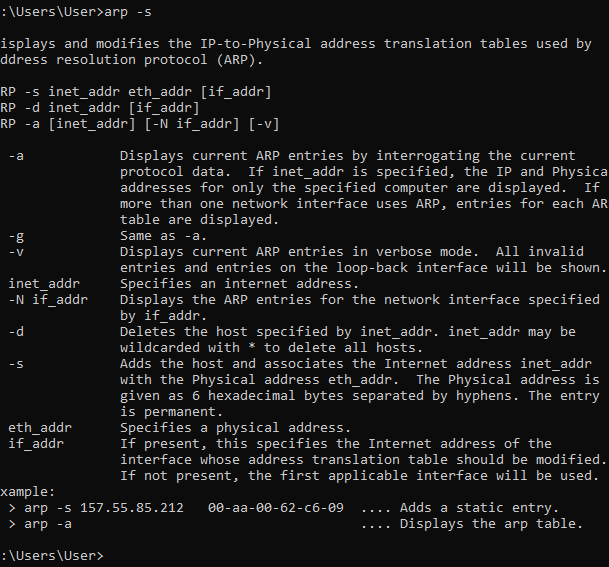 :\Users\User>arp -s
isplays and modifies the IP-to-Physical address translation tables used by
ddress resolution protocol (ARP).
RP -s inet_addr eth_addr [if_addr]
RP -d inet_addr [if_addr]
RP -a [inet_addr] [-N if_addr] [-v]
-a Displays current ARP entries by interrogating the current
protocol data.  If inet_addr is specified, the IP and Physica
addresses for only the specified computer are displayed.  If
more than one network interface uses ARP, entries for each AR
table are displayed.
-g Same as -a.
-v Displays current ARP entries in verbose mode.  All invalid
entries and entries on the loop-back interface will be shown.
inet_addr Specifies an internet address.
-N if_addr Displays the ARP entries for the network interface specified
by if_addr.
-d Deletes the host specified by inet_addr. inet_addr may be
wildcarded with * to delete all hosts.
-s Adds the host and associates the Internet address inet_addr
with the Physical address eth_addr.  The Physical address is
given as 6 hexadecimal bytes separated by hyphens. The entry
is permanent.
eth_addr Specifies a physical address.
if_addr If present, this specifies the Internet address of the
interface whose address translation table should be modified.
If not present, the first applicable interface will be used.
xample:
> arp -s 157.55.85.212   00-aa-00-62-c6-09  .... Adds a static entry.
> arp -a                                    .... Displays the arp table.
:\Users\User>